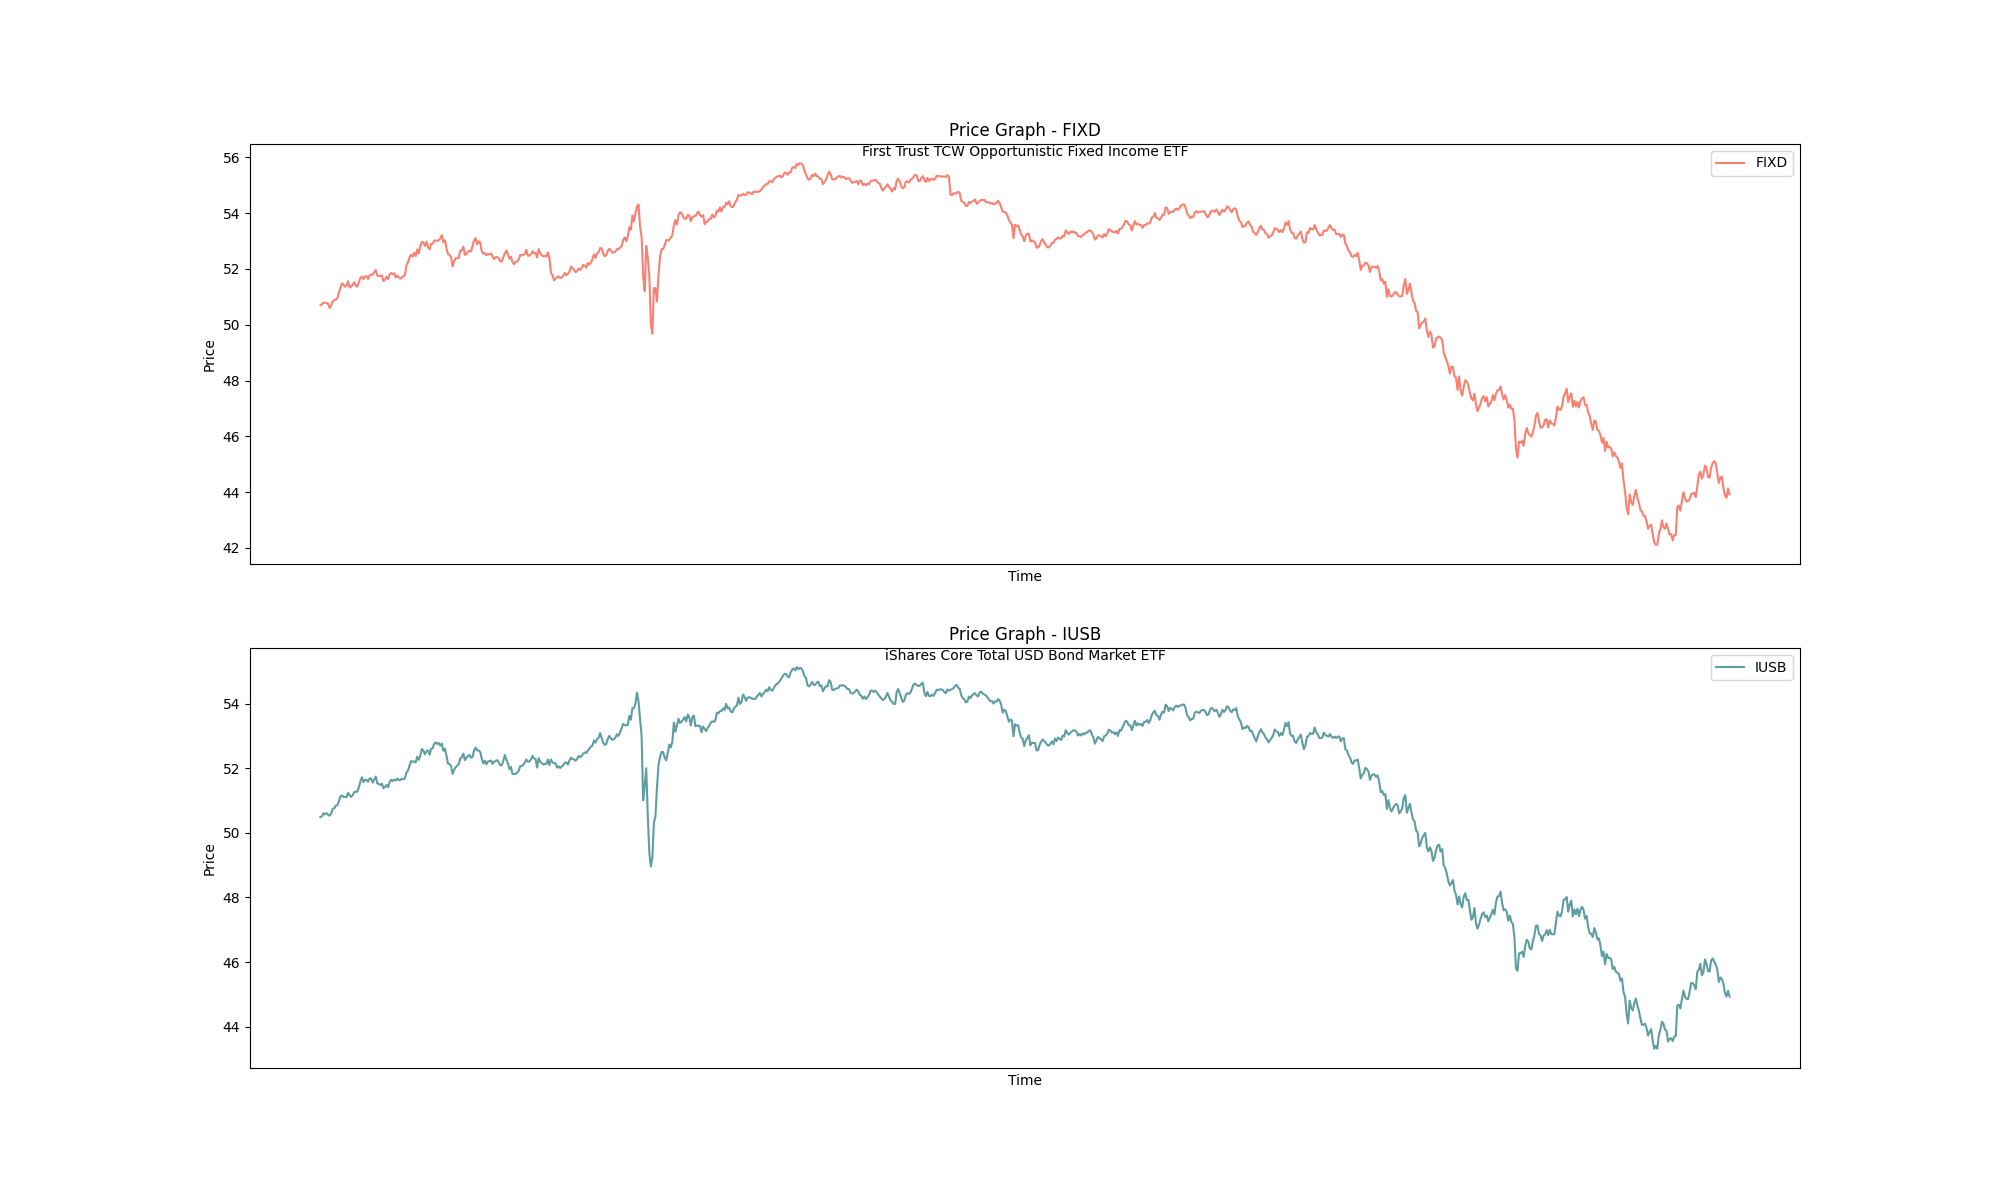 Price Graph - FIXD
First Trust TCW Opportunistic Fixed Income ETF
FIXD
56
54
52
50
48
46
44
42
Price
Time
Price Graph - IUSB
iShares Core Total USD Bond Market ETF
IUSB
54
52
50
48
46
44
Price
Time